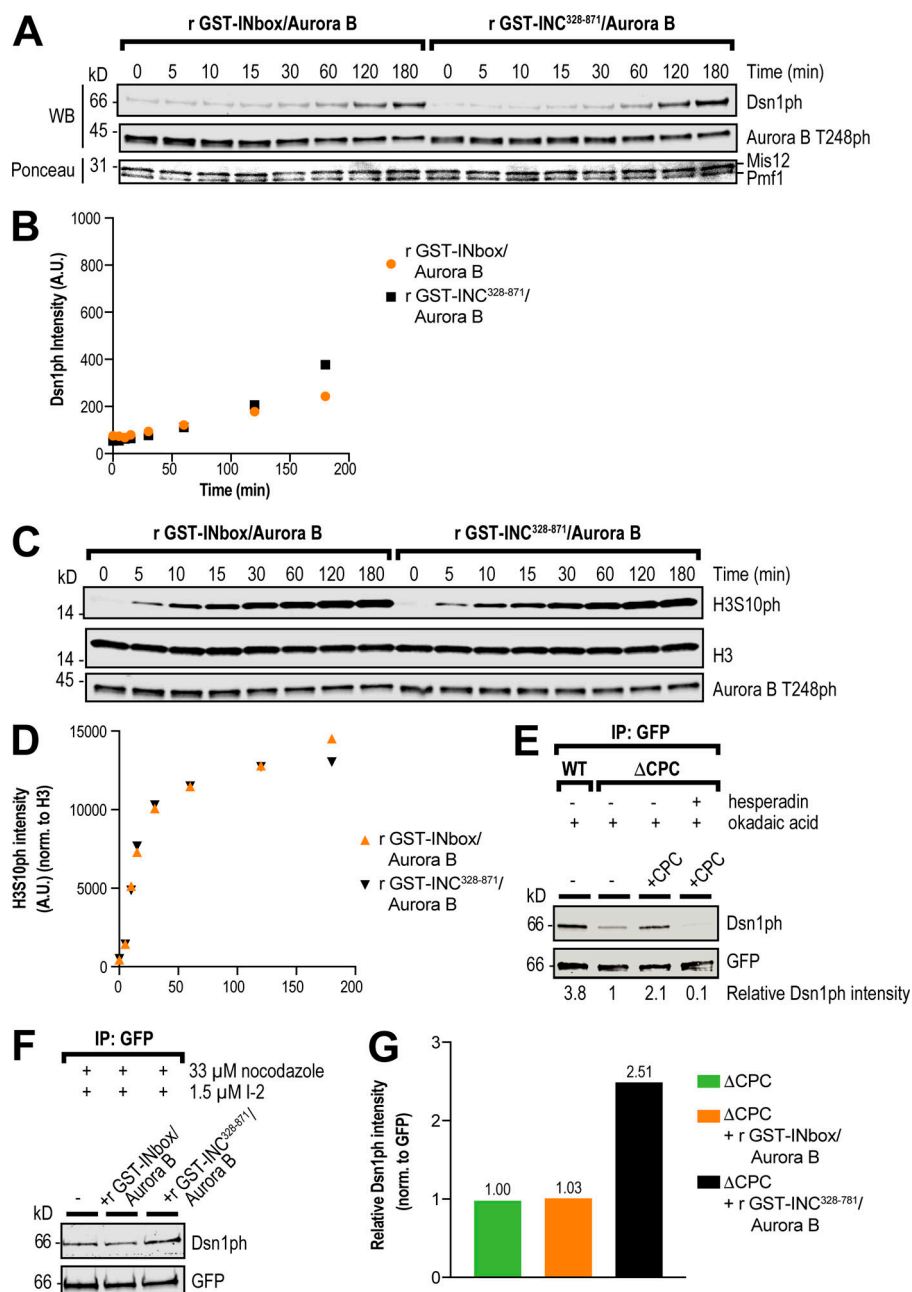 A
r GST-INbox/Aurora B r GST-INC328-871/Aurora B
kD 0 5 10 15 30 60 120 180 0 5 10 15 30 60 120 180 Time (min)
WB 66 Dsn1ph
45 Aurora B T248ph
Ponceau 31 Mis12
Pmf1
B
Dsn1ph Intensity (A.U.)
1000
800
600
400
200
0
0 50 100 150 200
Time (min)
r GST-INbox/
Aurora B
r GST-INC328-871/
Aurora B
C
r GST-INbox/Aurora B r GST-INC328-871/Aurora B
kD 0 5 10 15 30 60 120 180 0 5 10 15 30 60 120 180 Time (min)
14 H3S10ph
14 H3
45 Aurora B T248ph
D
H3S10ph intensity
(A.U.) (norm. to H3)
15000
10000
5000
0
0 50 100 150 200
r GST-INbox/
Aurora B
r GST-INC328-871/
Aurora B
E
IP: GFP
WT ΔCPC
- - - + hesperadin
+ + + + okadaic acid
- - +CPC +CPC
kD
66 Dsn1ph
66 GFP
3.8 1 2.1 0.1 Relative Dsn1ph intensity
F
IP: GFP
+ + + 33 µM nocodazole
+ + + 1.5 µM I-2
-
+r GST-INbox/
Aurora B
+r GST-INC328-871/
Aurora B
kD
66 Dsn1ph
66 GFP
G
Relative Dsn1ph intensity
(norm. to GFP)
3
2
1
0
1.00 1.03 2.51
ΔCPC
ΔCPC
+ r GST-INbox/
Aurora B
ΔCPC
+ r GST-INC328-781/
Aurora B